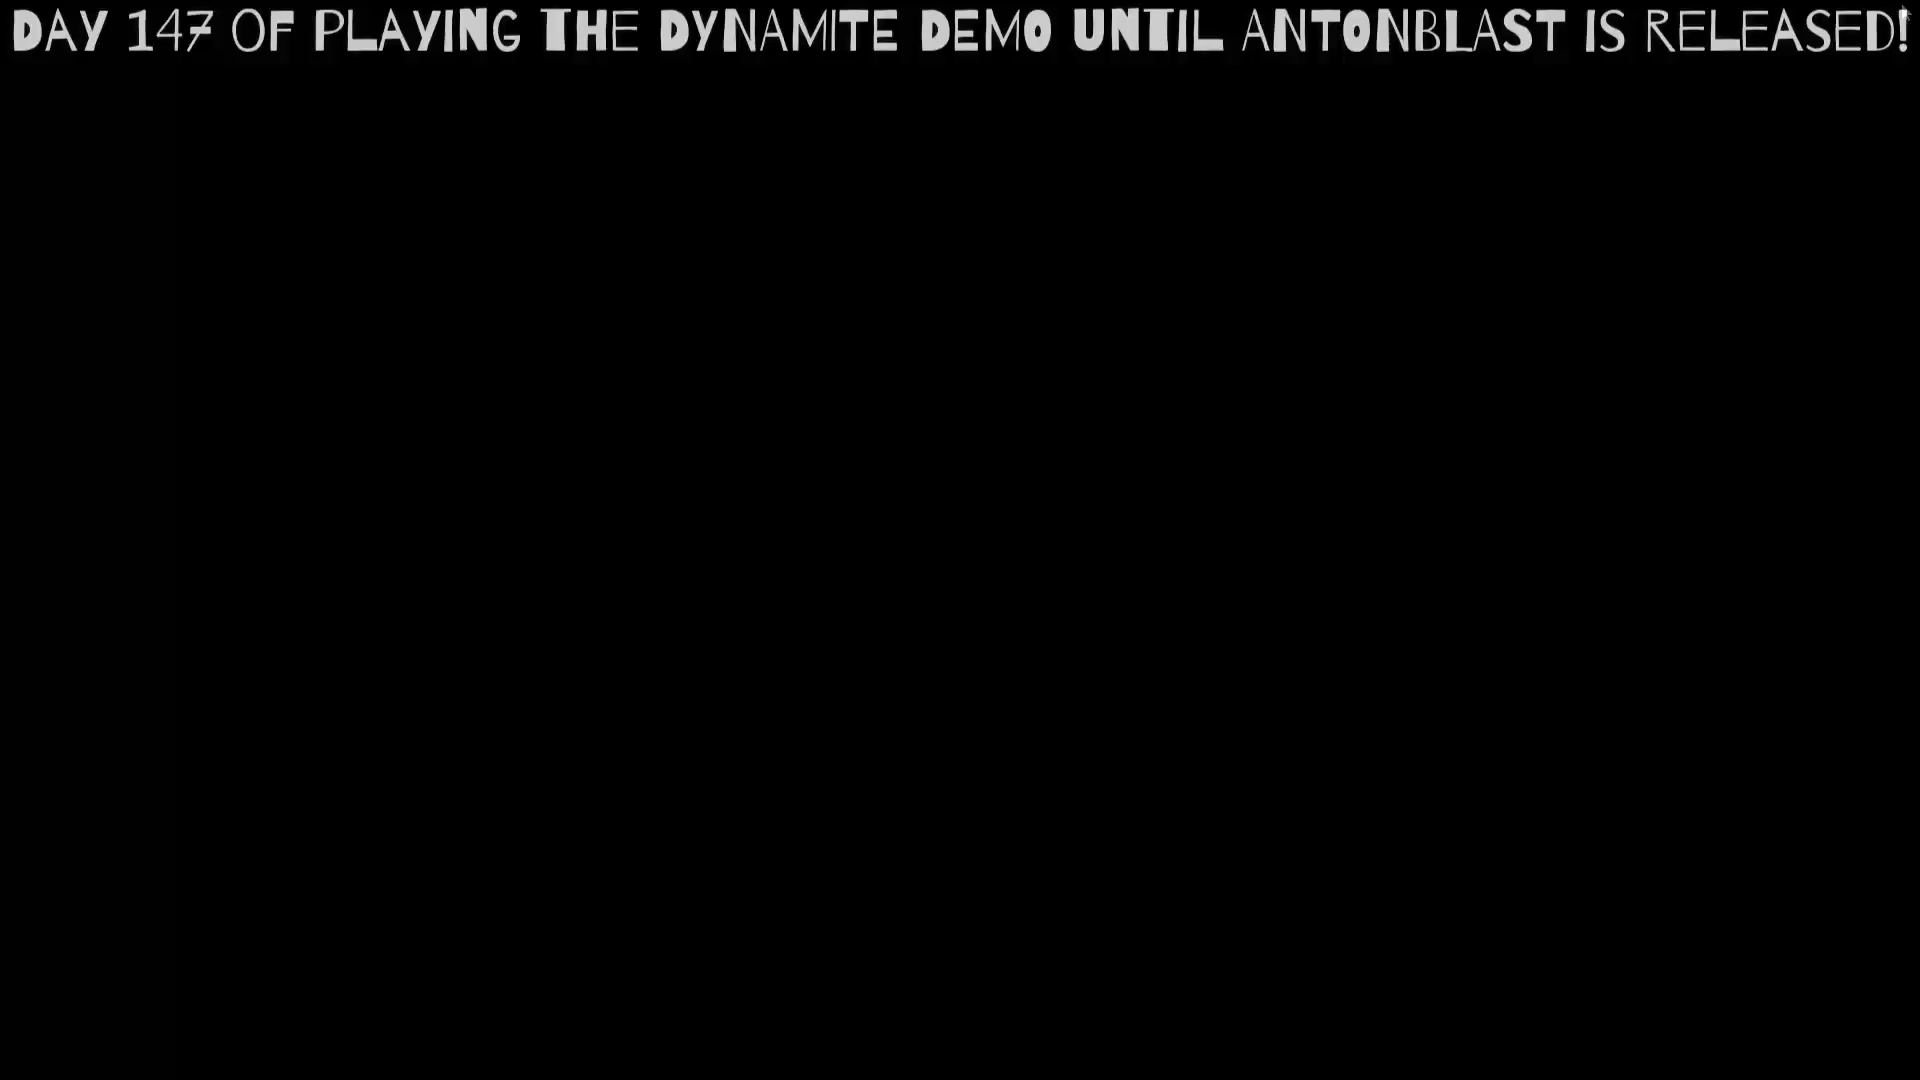 DAY 147 OF PLAYING THE DYNAMITE DEMO UNTIL ANTONBLAST IS RELEASED!